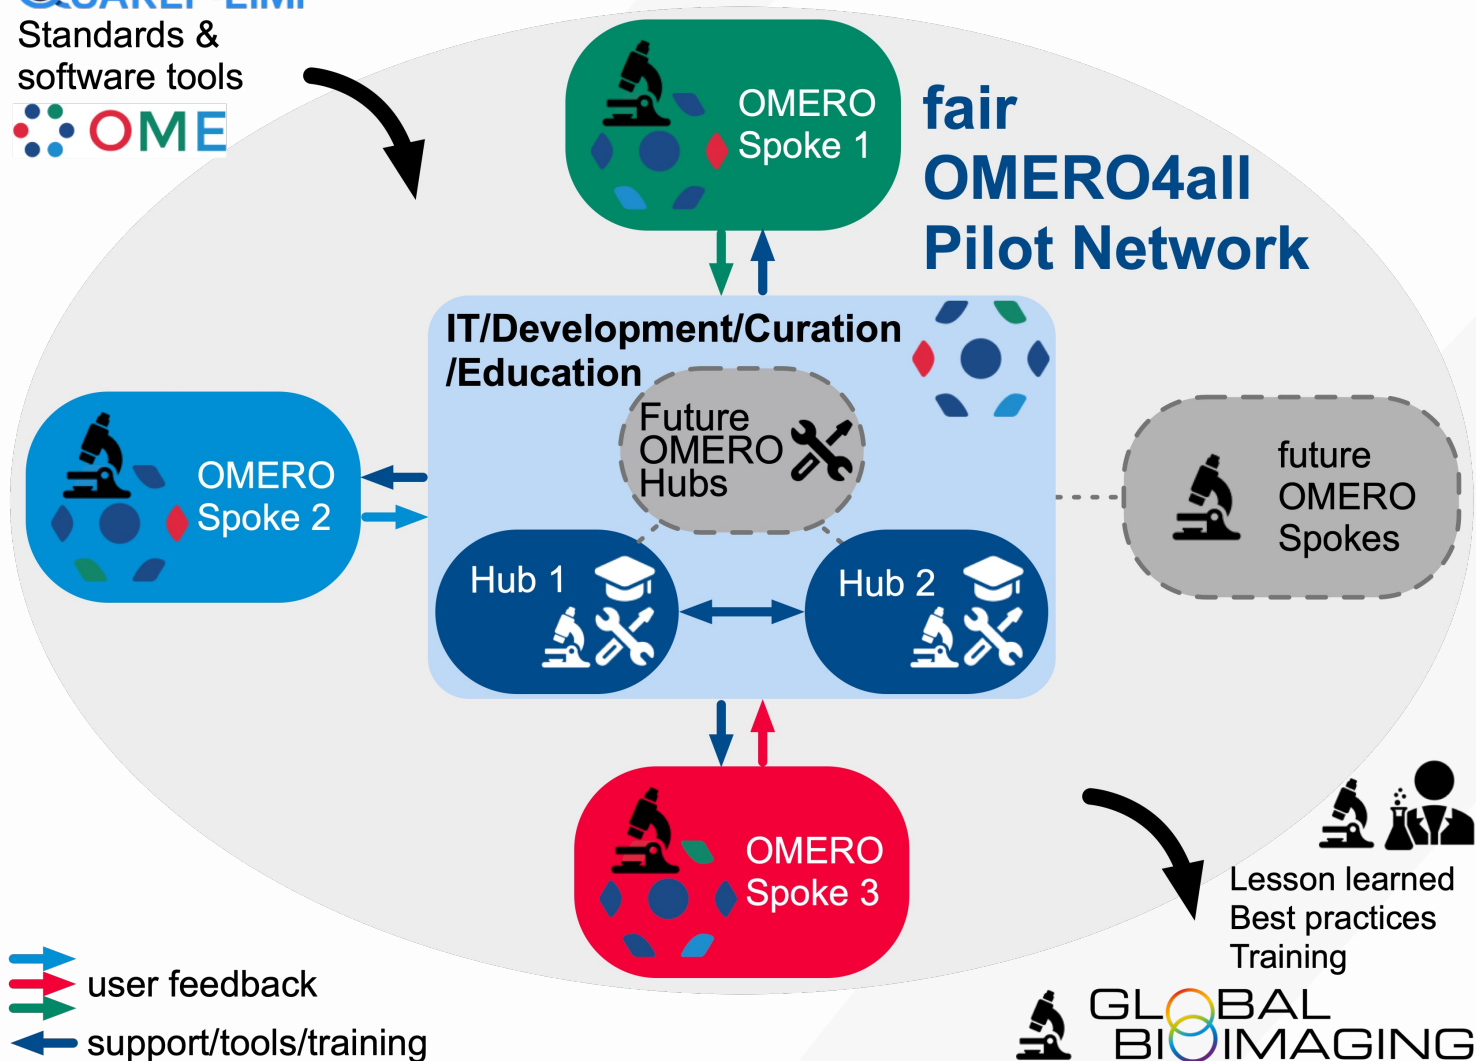 QUAREP-LiMi
Standards &
software tools
OME
OMERO
Spoke 1
fair
OMERO4all
Pilot Network
IT/Development/Curation
/Education
Future
OMERO
Hubs
OMERO
Spoke 2
future
OMERO
Spokes
Hub 1
Hub 2
OMERO
Spoke 3
Lesson learned
Best practices
Training
user feedback
support/tools/training
GLOBAL
BIOIMAGING